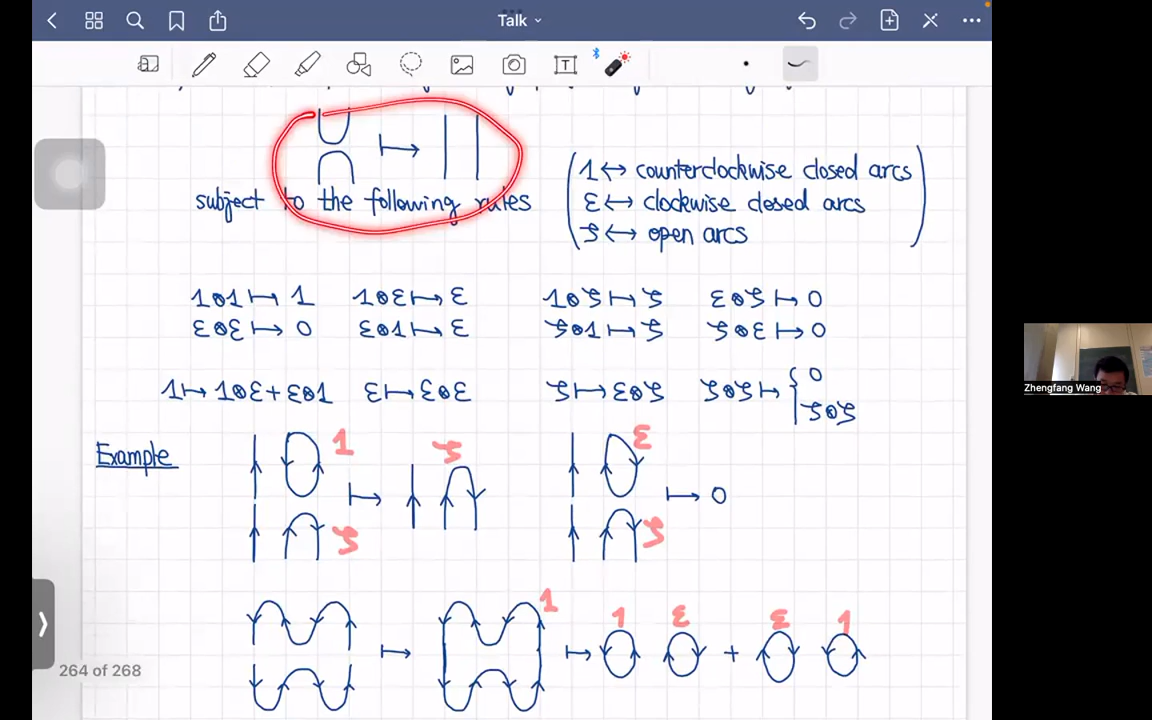 Talk
subject to the following rules
1 ↔ counterclockwise closed arcs
ε ↔ clockwise closed arcs
ζ ↔ open arcs
1⊗1 ↦ 1 1⊗ε ↦ ε 1⊗ζ ↦ ζ ε⊗ζ ↦ 0
ε⊗ε ↦ 0 ε⊗1 ↦ ε ζ⊗1 ↦ ζ ζ⊗ε ↦ 0
1 ↦ 1⊗ε + ε⊗1 ε ↦ ε⊗ε ζ ↦ ε⊗ζ ζ⊗ζ ↦ { 0
ζ⊗ζ
Example
1 ↦ ζ ε ↦ 0
ζ ζ
1
↦ ↦ 1 ε + ε 1
264 of 268
Zhengfang Wang